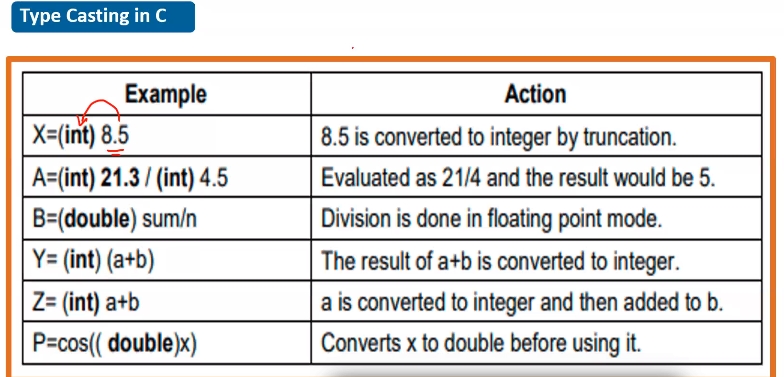 Type Casting in C
Example Action
X=(int) 8.5 8.5 is converted to integer by truncation.
A=(int) 21.3 / (int) 4.5 Evaluated as 21/4 and the result would be 5.
B=(double) sum/n Division is done in floating point mode.
Y= (int) (a+b) The result of a+b is converted to integer.
Z= (int) a+b a is converted to integer and then added to b.
P=cos(( double)x) Converts x to double before using it.